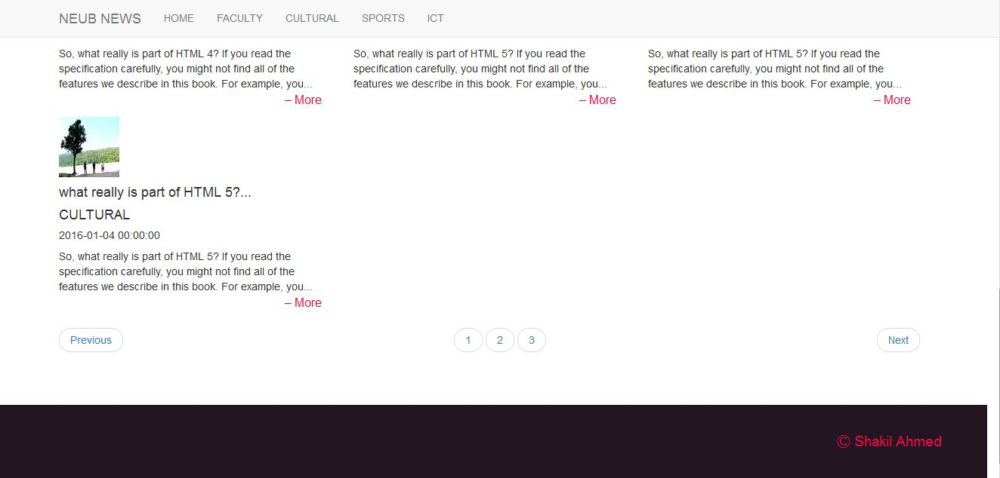 NEUB NEWS HOME FACULTY CULTURAL SPORTS ICT
So, what really is part of HTML 4? If you read the
specification carefully, you might not find all of the
features we describe in this book. For example, you...
– More
So, what really is part of HTML 5? If you read the
specification carefully, you might not find all of the
features we describe in this book. For example, you...
– More
So, what really is part of HTML 5? If you read the
specification carefully, you might not find all of the
features we describe in this book. For example, you...
– More
what really is part of HTML 5?...
CULTURAL
2016-01-04 00:00:00
So, what really is part of HTML 5? If you read the
specification carefully, you might not find all of the
features we describe in this book. For example, you...
– More
Previous 1 2 3 Next
© Shakil Ahmed